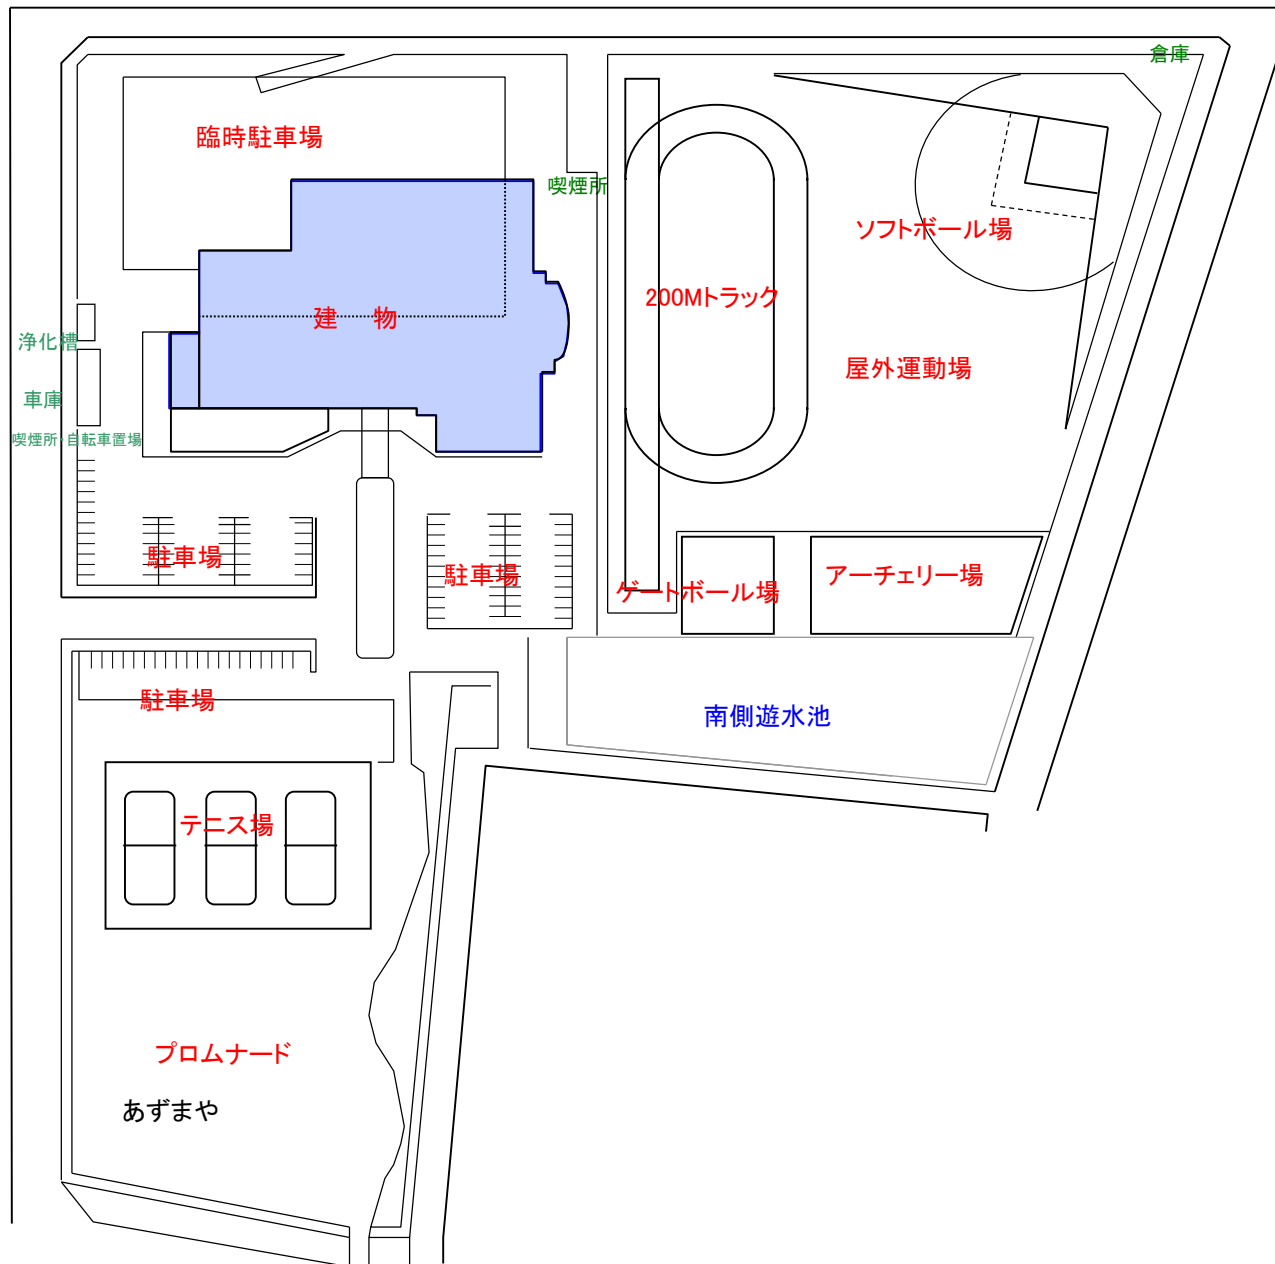 倉庫
臨時駐車場
喫煙所
ソフトボール場
200Mトラック
建　物
浄化槽
屋外運動場
車庫
喫煙所・自転車置場
駐車場
駐車場
ゲートボール場
アーチェリー場
駐車場
南側遊水池
テニス場
プロムナード
あずまや